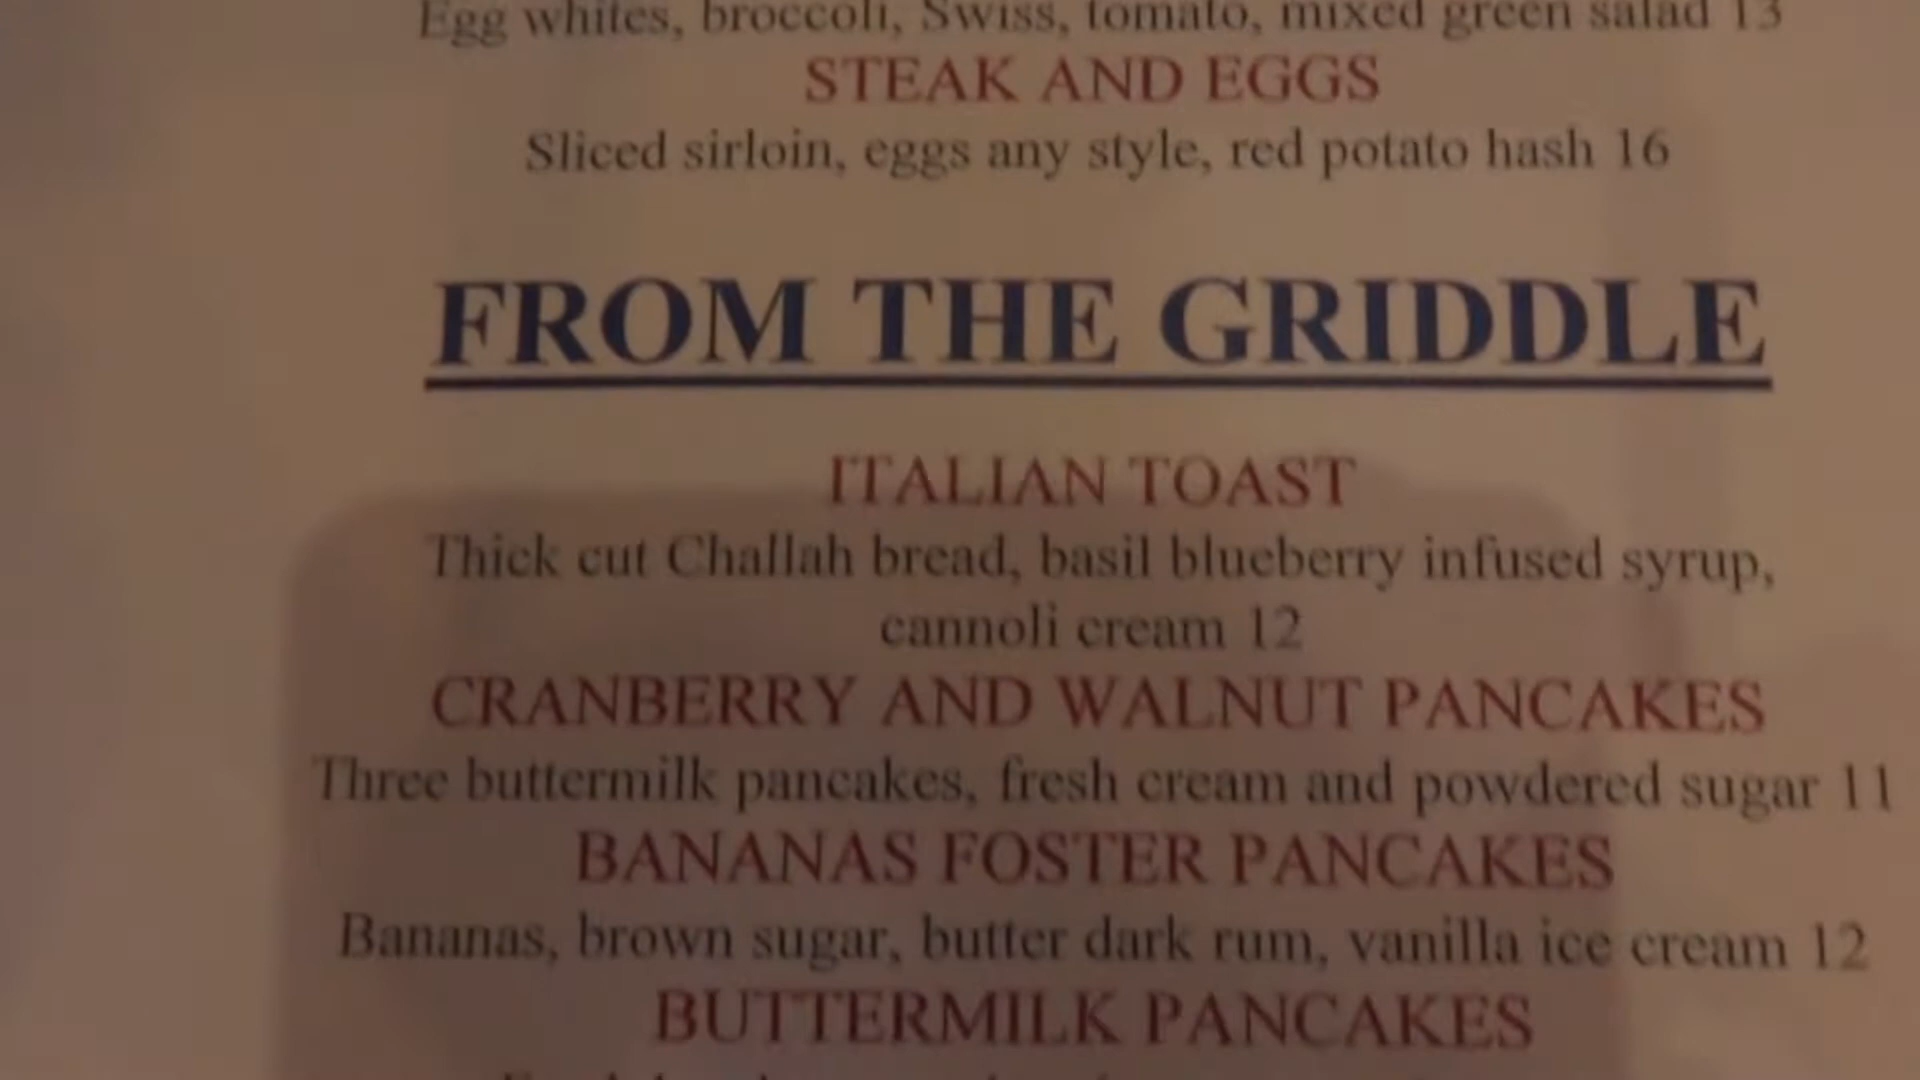 Egg whites, broccoli, Swiss, tomato, mixed green salad 13
STEAK AND EGGS
Sliced sirloin, eggs any style, red potato hash 16
FROM THE GRIDDLE
ITALIAN TOAST
Thick cut Challah bread, basil blueberry infused syrup,
cannoli cream 12
CRANBERRY AND WALNUT PANCAKES
Three buttermilk pancakes, fresh cream and powdered sugar 11
BANANAS FOSTER PANCAKES
Bananas, brown sugar, butter dark rum, vanilla ice cream 12
BUTTERMILK PANCAKES